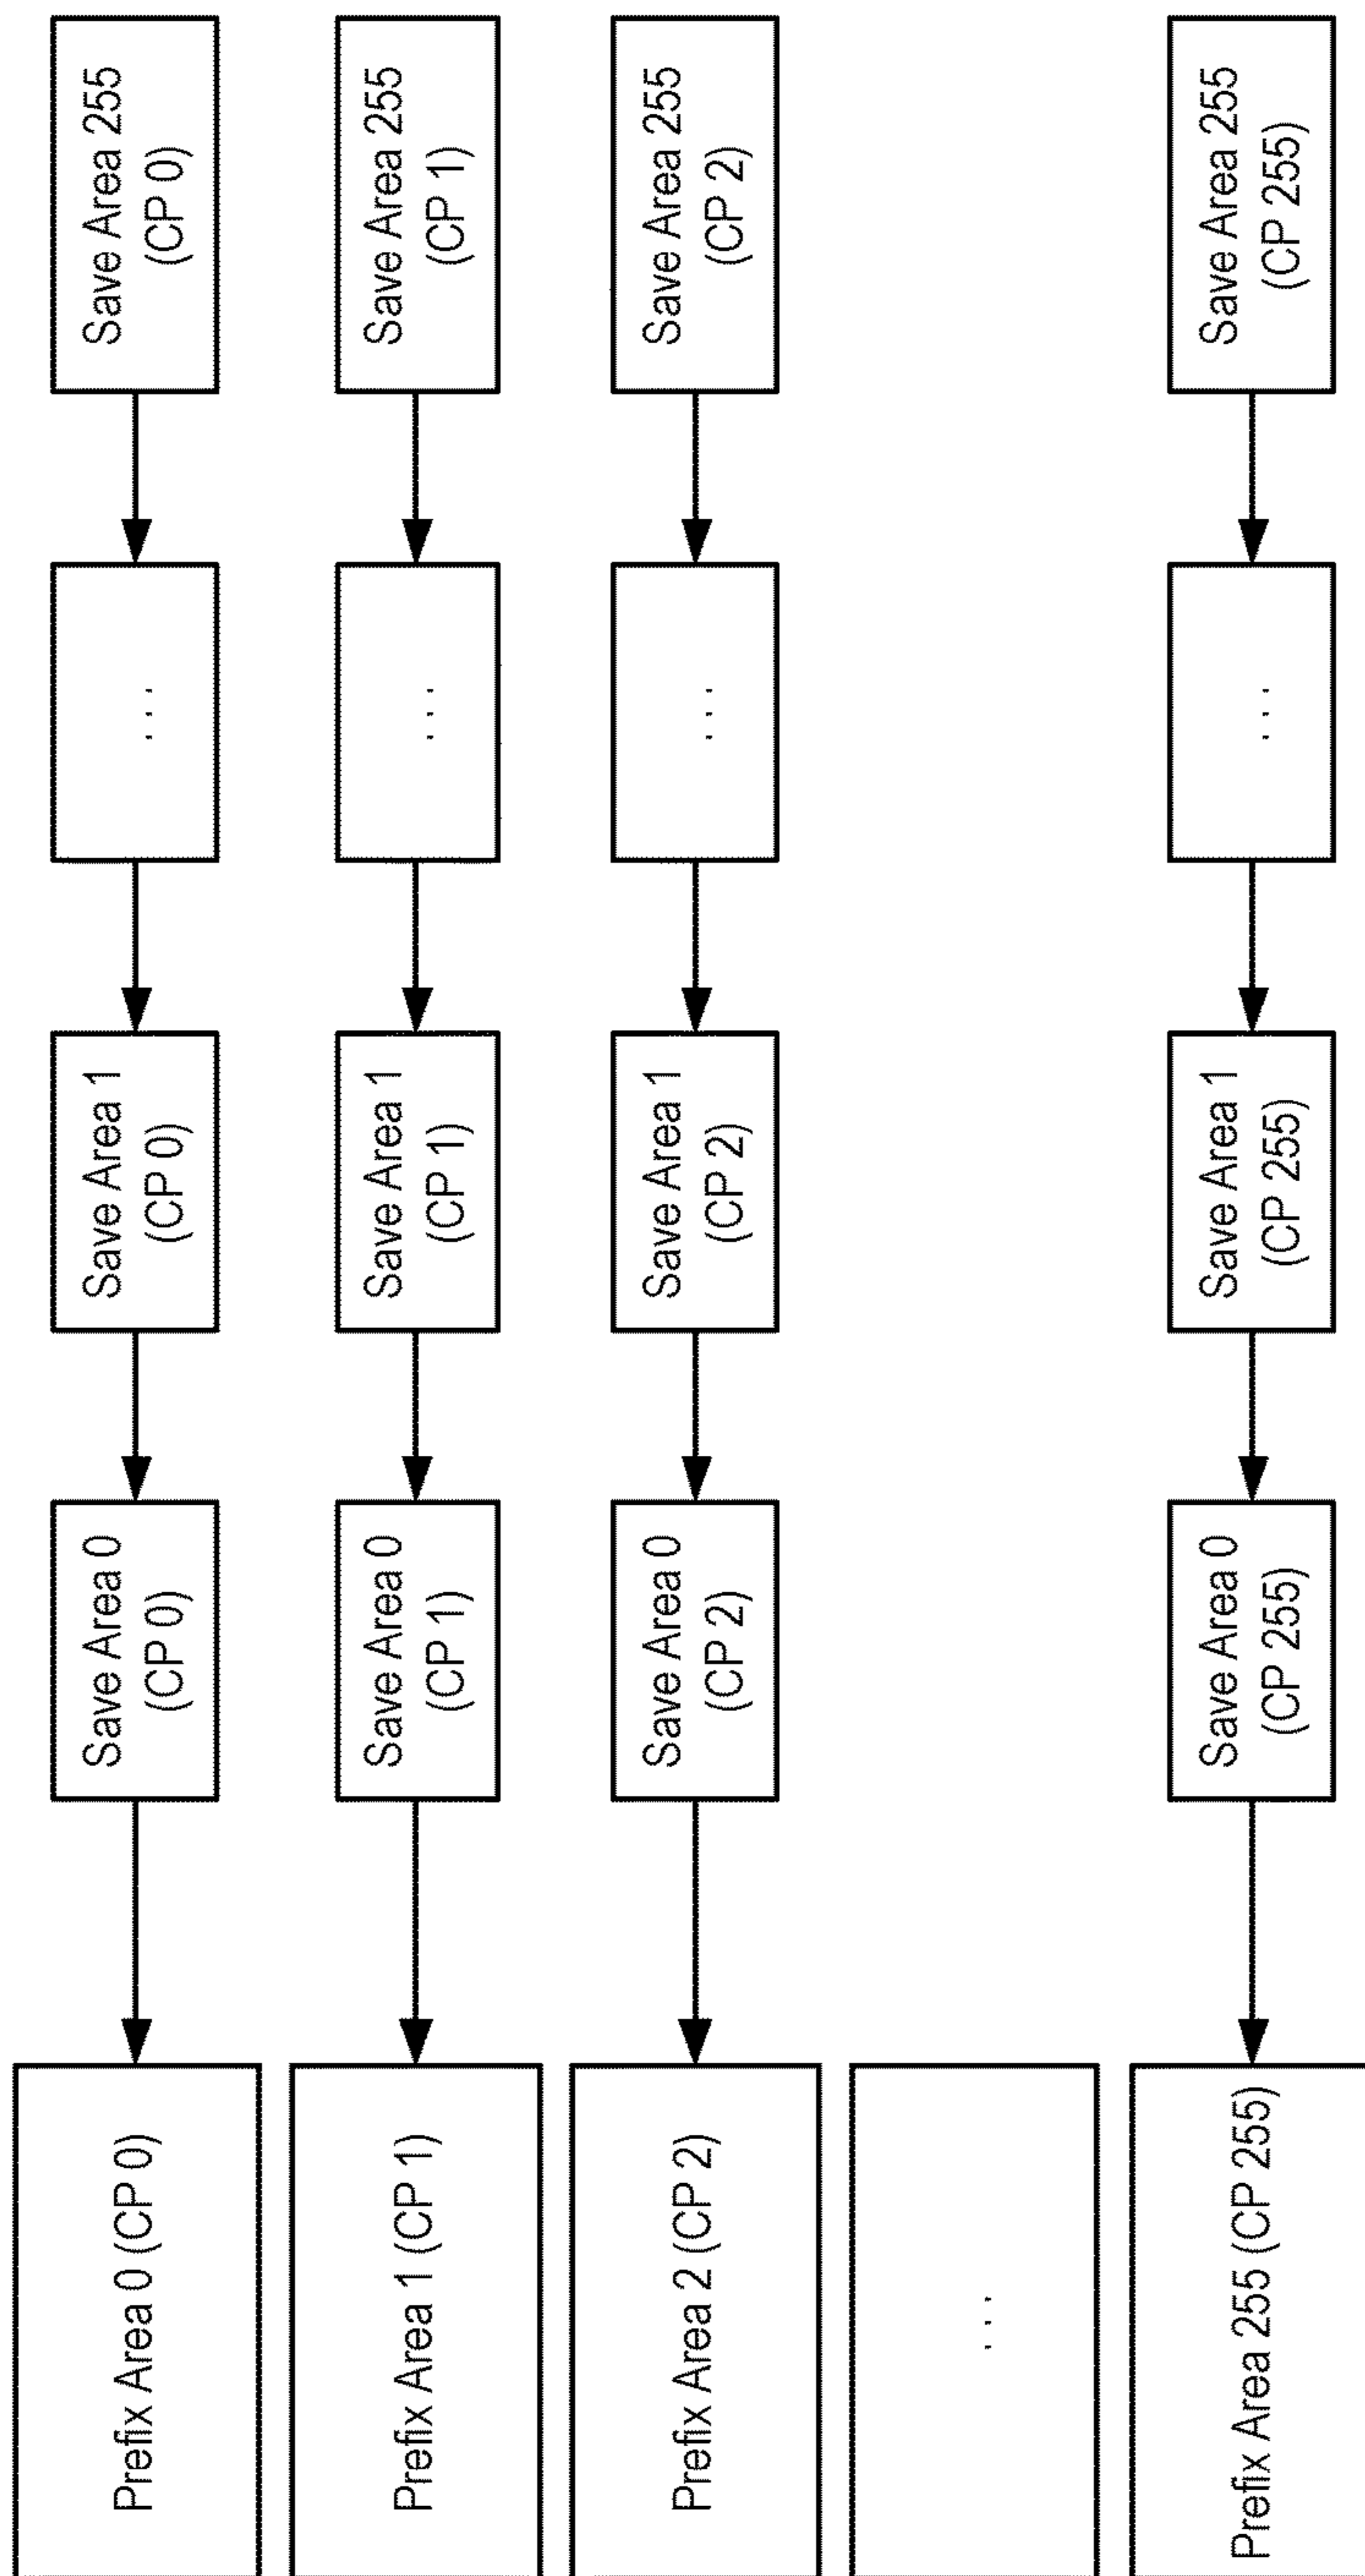 Prefix Area 0 (CP 0)
Save Area 0
(CP 0)
Save Area 1
(CP 0)
. . .
Save Area 255
(CP 0)
Prefix Area 1 (CP 1)
Save Area 0
(CP 1)
Save Area 1
(CP 1)
. . .
Save Area 255
(CP 1)
Prefix Area 2 (CP 2)
Save Area 0
(CP 2)
Save Area 1
(CP 2)
. . .
Save Area 255
(CP 2)
. . .
Prefix Area 255 (CP 255)
Save Area 0
(CP 255)
Save Area 1
(CP 255)
. . .
Save Area 255
(CP 255)